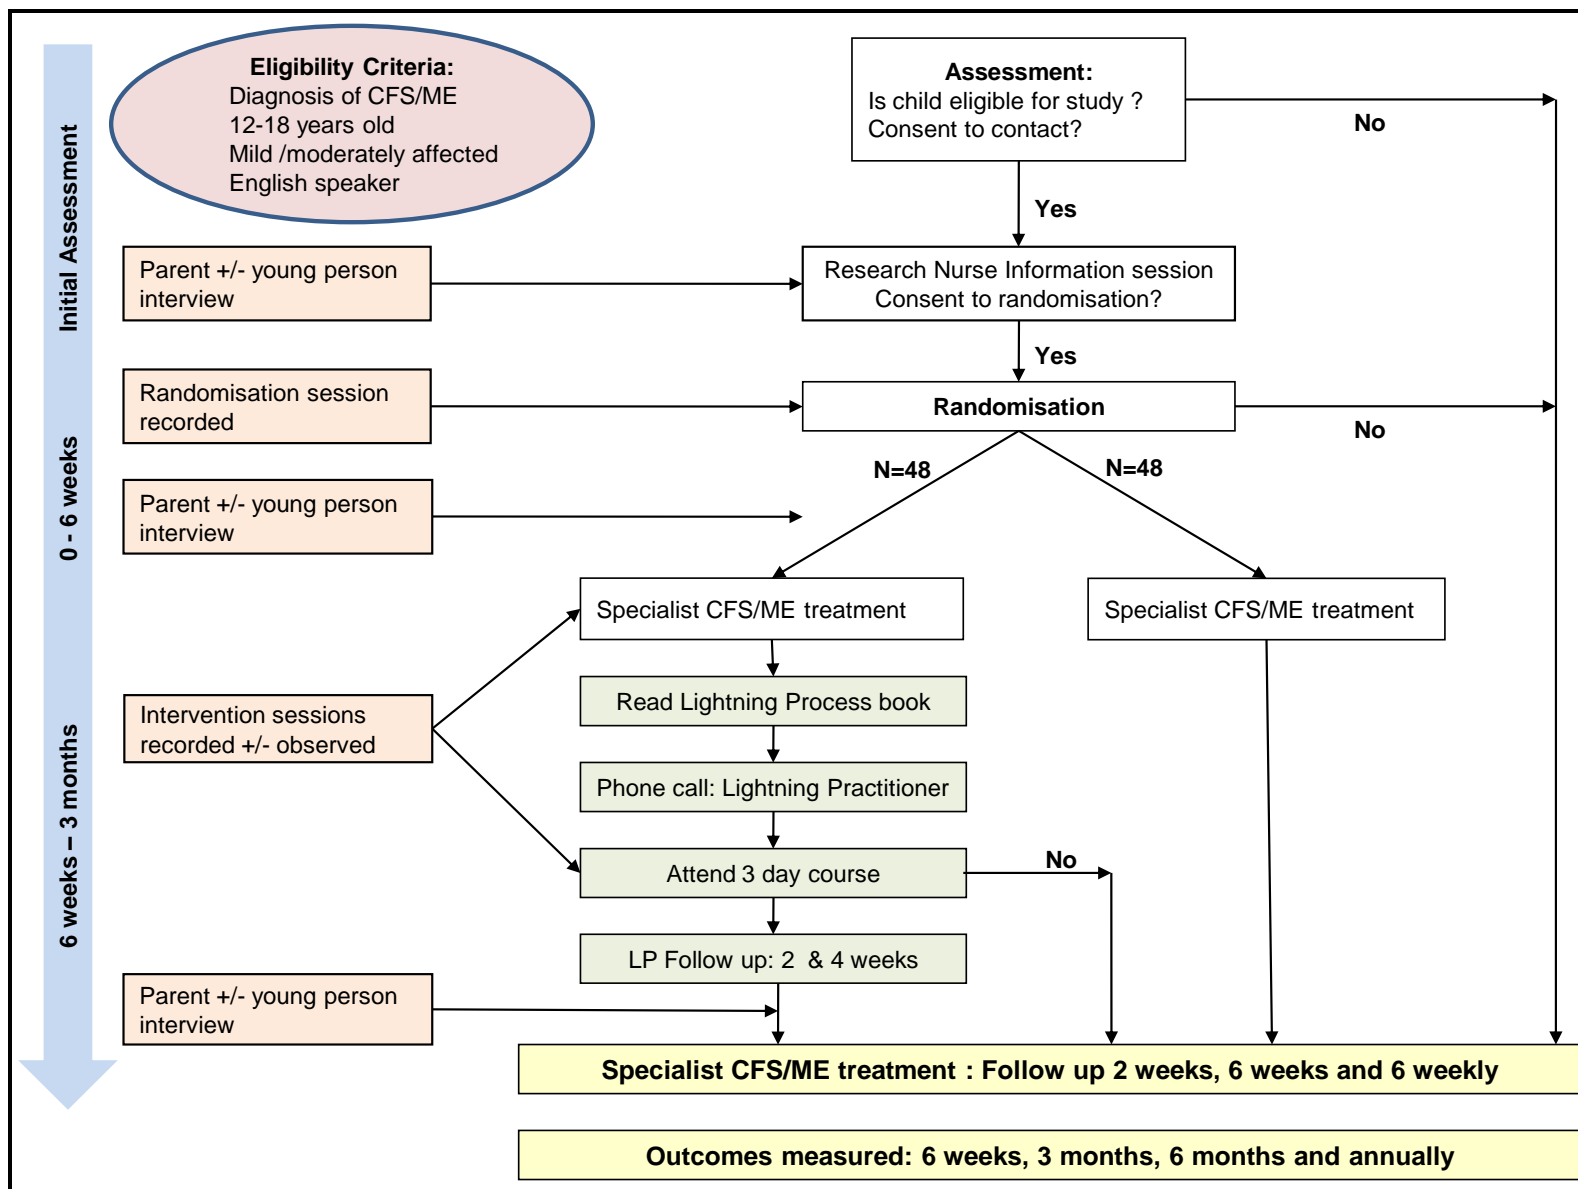 Eligibility Criteria:
Diagnosis of CFS/ME
12-18 years old
Mild /moderately affected
English speaker
Assessment:
Is child eligible for study ?
Consent to contact?
No
Yes
Initial Assessment
Parent +/- young person
interview
Research Nurse Information session
Consent to randomisation?
Yes
Randomisation session
recorded
Randomisation
No
0 - 6 weeks
N=48
N=48
Parent +/- young person
interview
Specialist CFS/ME treatment
Specialist CFS/ME treatment
Read Lightning Process book
Intervention sessions
recorded +/- observed
Phone call: Lightning Practitioner
6 weeks – 3 months
Attend 3 day course
No
LP Follow up: 2 & 4 weeks
Parent +/- young person
interview
Specialist CFS/ME treatment : Follow up 2 weeks, 6 weeks and 6 weekly
Outcomes measured: 6 weeks, 3 months, 6 months and annually